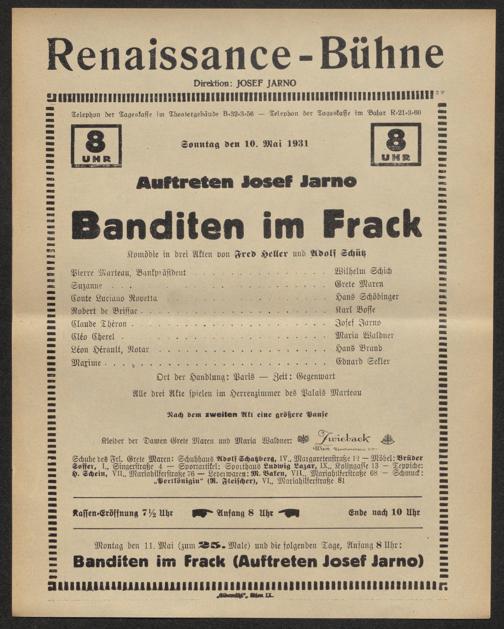 Renaissance-Bühne
Direktion: JOSEF JARNO
Telephon der Tageskasse im Theatergebäude B-32-3-56 — Telephon der Tageskasse im Basar R-21-3-60
8 UHR
Sonntag den 10. Mai 1931
8 UHR
Auftreten Josef Jarno
Banditen im Frack
Komödie in drei Akten von Fred Heller und Adolf Schütz
Pierre Marteau, Bankpräsident . . . Wilhelm Schich
Suzanne . . . Grete Maren
Conte Luciano Rovetta . . . Hans Schödinger
Robert de Brissac . . . Karl Bosse
Claude Théron . . . Josef Jarno
Cléo Cherel . . . Maria Waldner
Léon Hérault, Notar . . . Hans Brand
Maxime . . . Eduard Sekler
Ort der Handlung: Paris — Zeit: Gegenwart
Alle drei Akte spielen im Herrenzimmer des Palais Marteau
Nach dem zweiten Akt eine größere Pause
Kleider der Damen Grete Maren und Maria Waldner: Zwieback
Schuhe des Frl. Grete Maren: Schuhhaus Adolf Schatzberg, IV., Margaretenstraße — Möbel: Brüder
Soffer, I., Singerstraße 4 — Sportartikel: Sporthaus Ludwig Lazar, IX., Kolingasse 13 — Teppiche:
H. Schein, VII., Mariahilferstraße 76 — Lederwaren: M. VII., Mariahilferstraße 68 — Schmuck:
„Perlkönigin“ (R. Fleischer), VI., Mariahilferstraße 81
Kassen-Eröffnung 7½ Uhr Anfang 8 Uhr Ende nach 10 Uhr
Montag den 11. Mai (zum 25. Male) und die folgenden Tage, Anfang 8 Uhr:
Banditen im Frack (Auftreten Josef Jarno)
Wien IX.